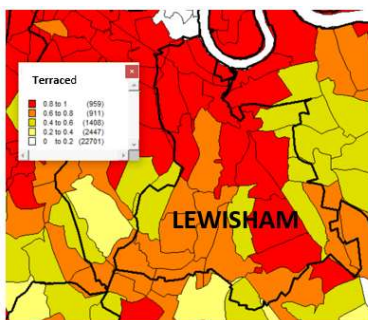 Terraced
0.8 to 1 (959)
0.6 to 0.8 (911)
0.4 to 0.6 (1408)
0.2 to 0.4 (2447)
0 to 0.2 (22701)
LEWISHAM